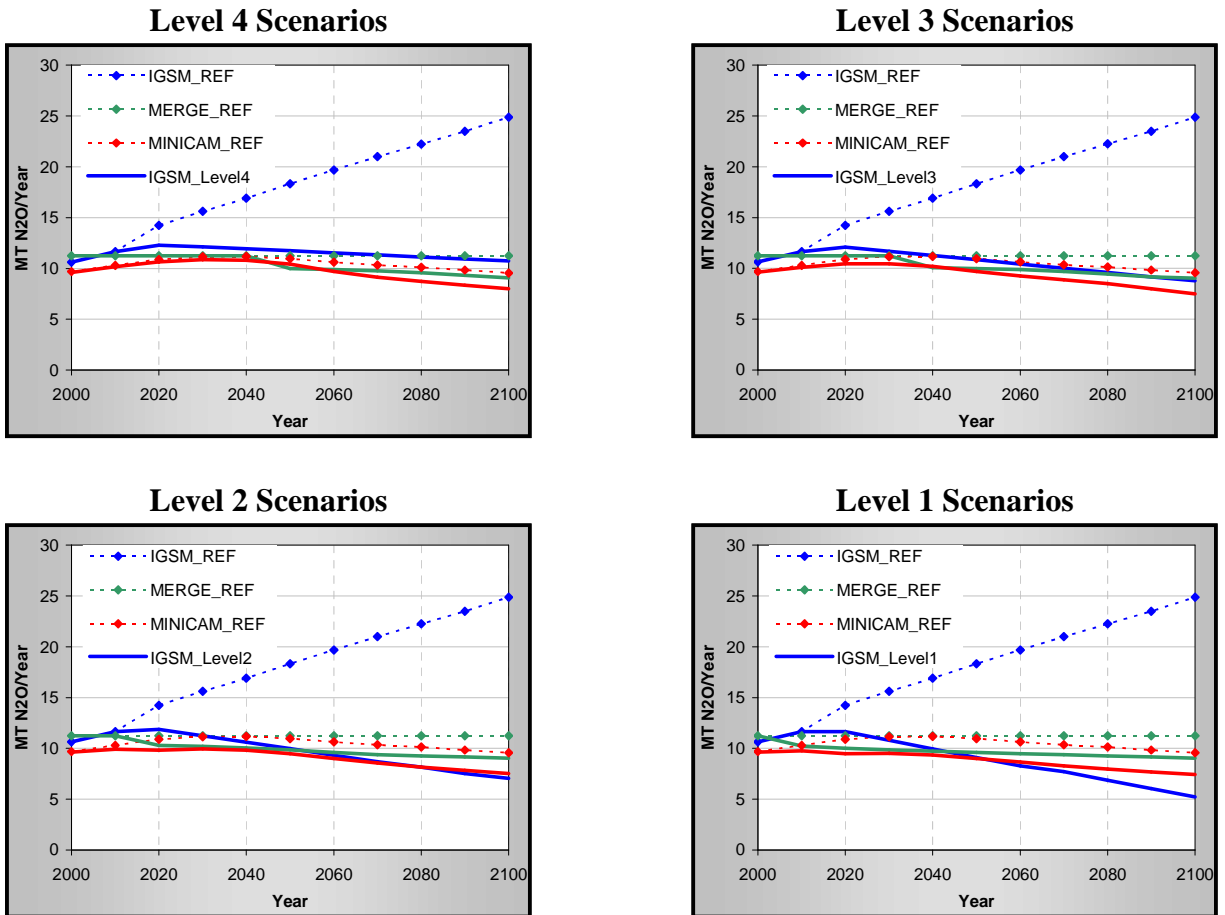 Level 4 Scenarios
30
25
20
15
10
5
0
MT N2O/Year
IGSM_REF
MERGE_REF
MINICAM_REF
IGSM_Level4
2000 2020 2040 2060 2080 2100
Year
Level 3 Scenarios
30
25
20
15
10
5
0
MT N2O/Year
IGSM_REF
MERGE_REF
MINICAM_REF
IGSM_Level3
2000 2020 2040 2060 2080 2100
Year
Level 2 Scenarios
30
25
20
15
10
5
0
MT N2O/Year
IGSM_REF
MERGE_REF
MINICAM_REF
IGSM_Level2
2000 2020 2040 2060 2080 2100
Year
Level 1 Scenarios
30
25
20
15
10
5
0
MT N2O/Year
IGSM_REF
MERGE_REF
MINICAM_REF
IGSM_Level1
2000 2020 2040 2060 2080 2100
Year